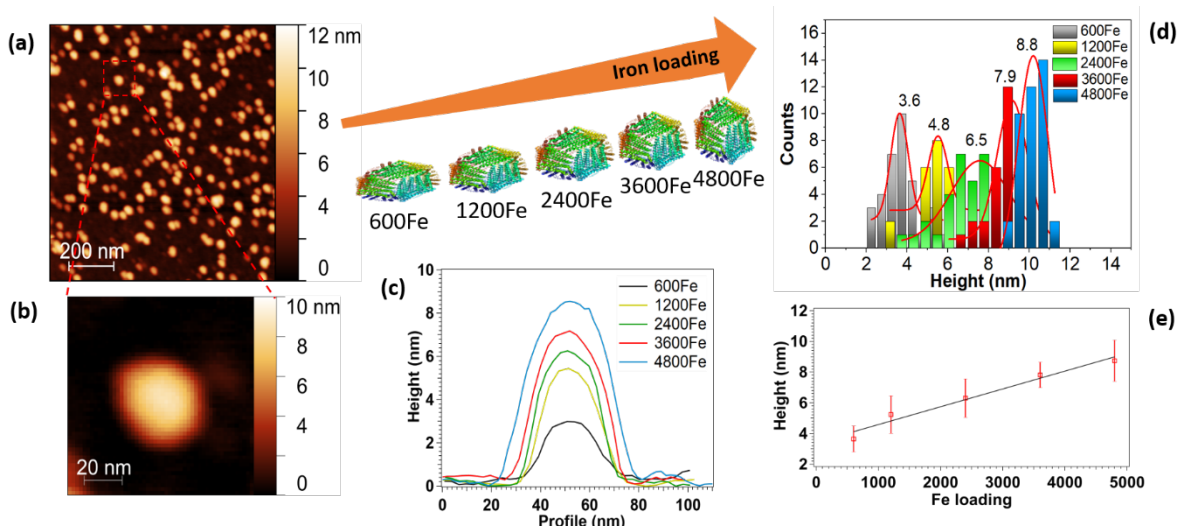 (a)
12 nm
10
8
6
4
2
0
200 nm
Iron loading
600Fe
1200Fe
2400Fe
3600Fe
4800Fe
(b)
10 nm
8
6
4
2
0
20 nm
(c)
10
8
6
4
2
0
Height (nm)
600Fe
1200Fe
2400Fe
3600Fe
4800Fe
0 20 40 60 80 100
Profile (nm)
(d)
16
14
12
10
8
6
4
2
0
Counts
3.6
4.8
6.5
7.9
8.8
600Fe
1200Fe
2400Fe
3600Fe
4800Fe
0 2 4 6 8 10 12 14
Height (nm)
(e)
12
10
8
6
4
2
Height (nm)
0 1000 2000 3000 4000 5000
Fe loading